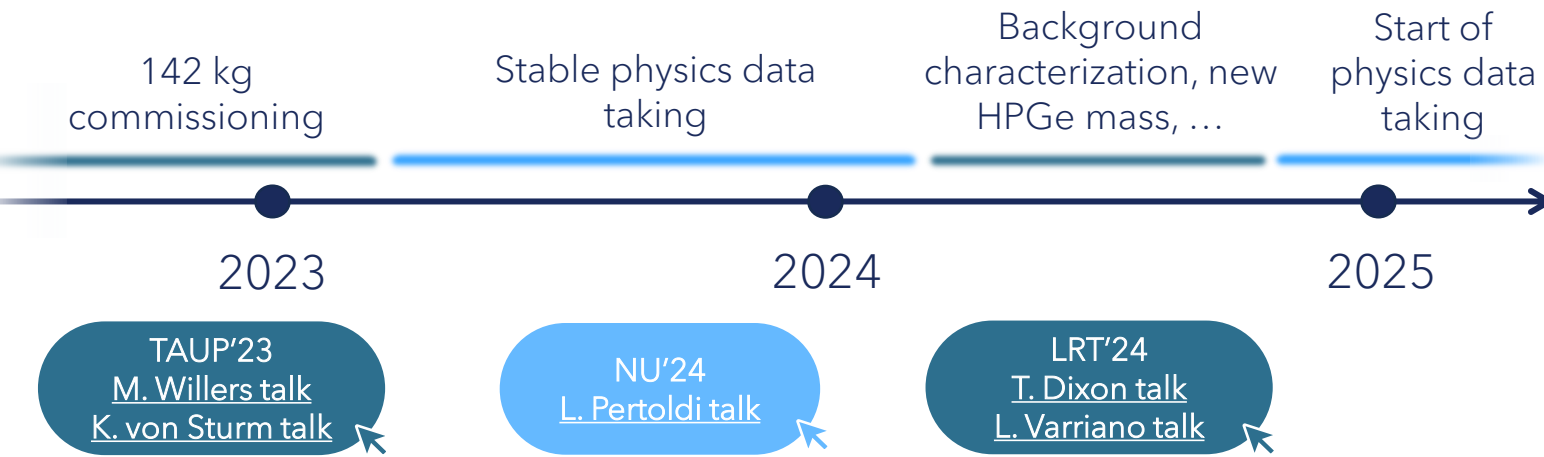 142 kg
commissioning
Stable physics data
taking
Background
characterization, new
HPGe mass, …
Start of
physics data
taking
2023
2024
2025
TAUP’23
M. Willers talk
K. von Sturm talk
NU’24
L. Pertoldi talk
LRT’24
T. Dixon talk
L. Varriano talk